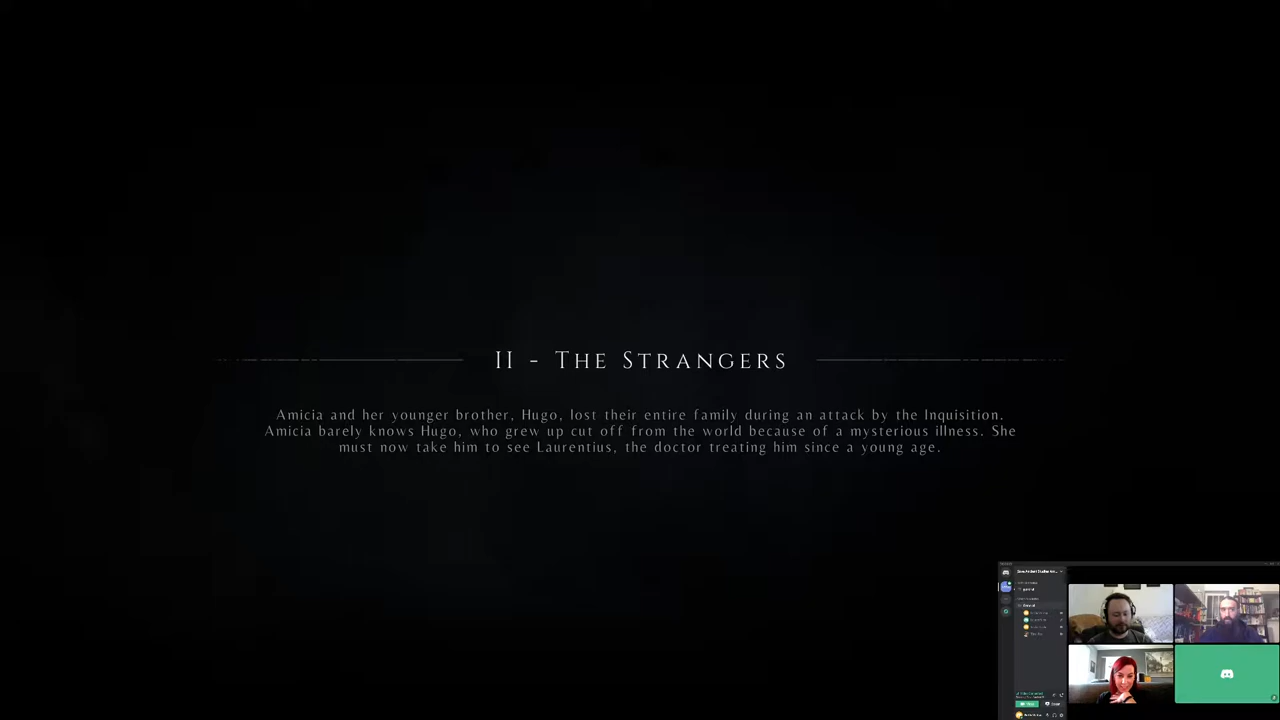 II - The Strangers
Amicia and her younger brother, Hugo, lost their entire family during an attack by the Inquisition.
Amicia barely knows Hugo, who grew up cut off from the world because of a mysterious illness. She
must now take him to see Laurentius, the doctor treating him since a young age.